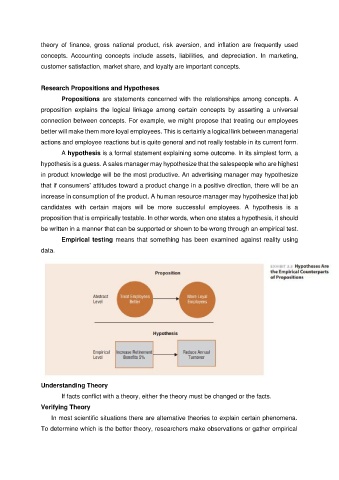 theory of finance, gross national product, risk aversion, and inflation are frequently used
concepts. Accounting concepts include assets, liabilities, and depreciation. In marketing,
customer satisfaction, market share, and loyalty are important concepts.
Research Propositions and Hypotheses
Propositions are statements concerned with the relationships among concepts. A
proposition explains the logical linkage among certain concepts by asserting a universal
connection between concepts. For example, we might propose that treating our employees
better will make them more loyal employees. This is certainly a logical link between managerial
actions and employee reactions but is quite general and not really testable in its current form.
A hypothesis is a formal statement explaining some outcome. In its simplest form, a
hypothesis is a guess. A sales manager may hypothesize that the salespeople who are highest
in product knowledge will be the most productive. An advertising manager may hypothesize
that if consumers' attitudes toward a product change in a positive direction, there will be an
increase in consumption of the product. A human resource manager may hypothesize that job
candidates with certain majors will be more successful employees. A hypothesis is a
proposition that is empirically testable. In other words, when one states a hypothesis, it should
be written in a manner that can be supported or shown to be wrong through an empirical test.
Empirical testing means that something has been examined against reality using
data.
EXHIBIT 3.3 Hypotheses Are
the Empirical Counterparts
of Propositions
Proposition
Abstract
Level
Treat Employees
Better
More Loyal
Employees
Hypothesis
Empirical
Level
Increase Retirement
Benefits 5%
Reduce Annual
Turnover
Understanding Theory
If facts conflict with a theory, either the theory must be changed or the facts.
Verifying Theory
In most scientific situations there are alternative theories to explain certain phenomena.
To determine which is the better theory, researchers make observations or gather empirical